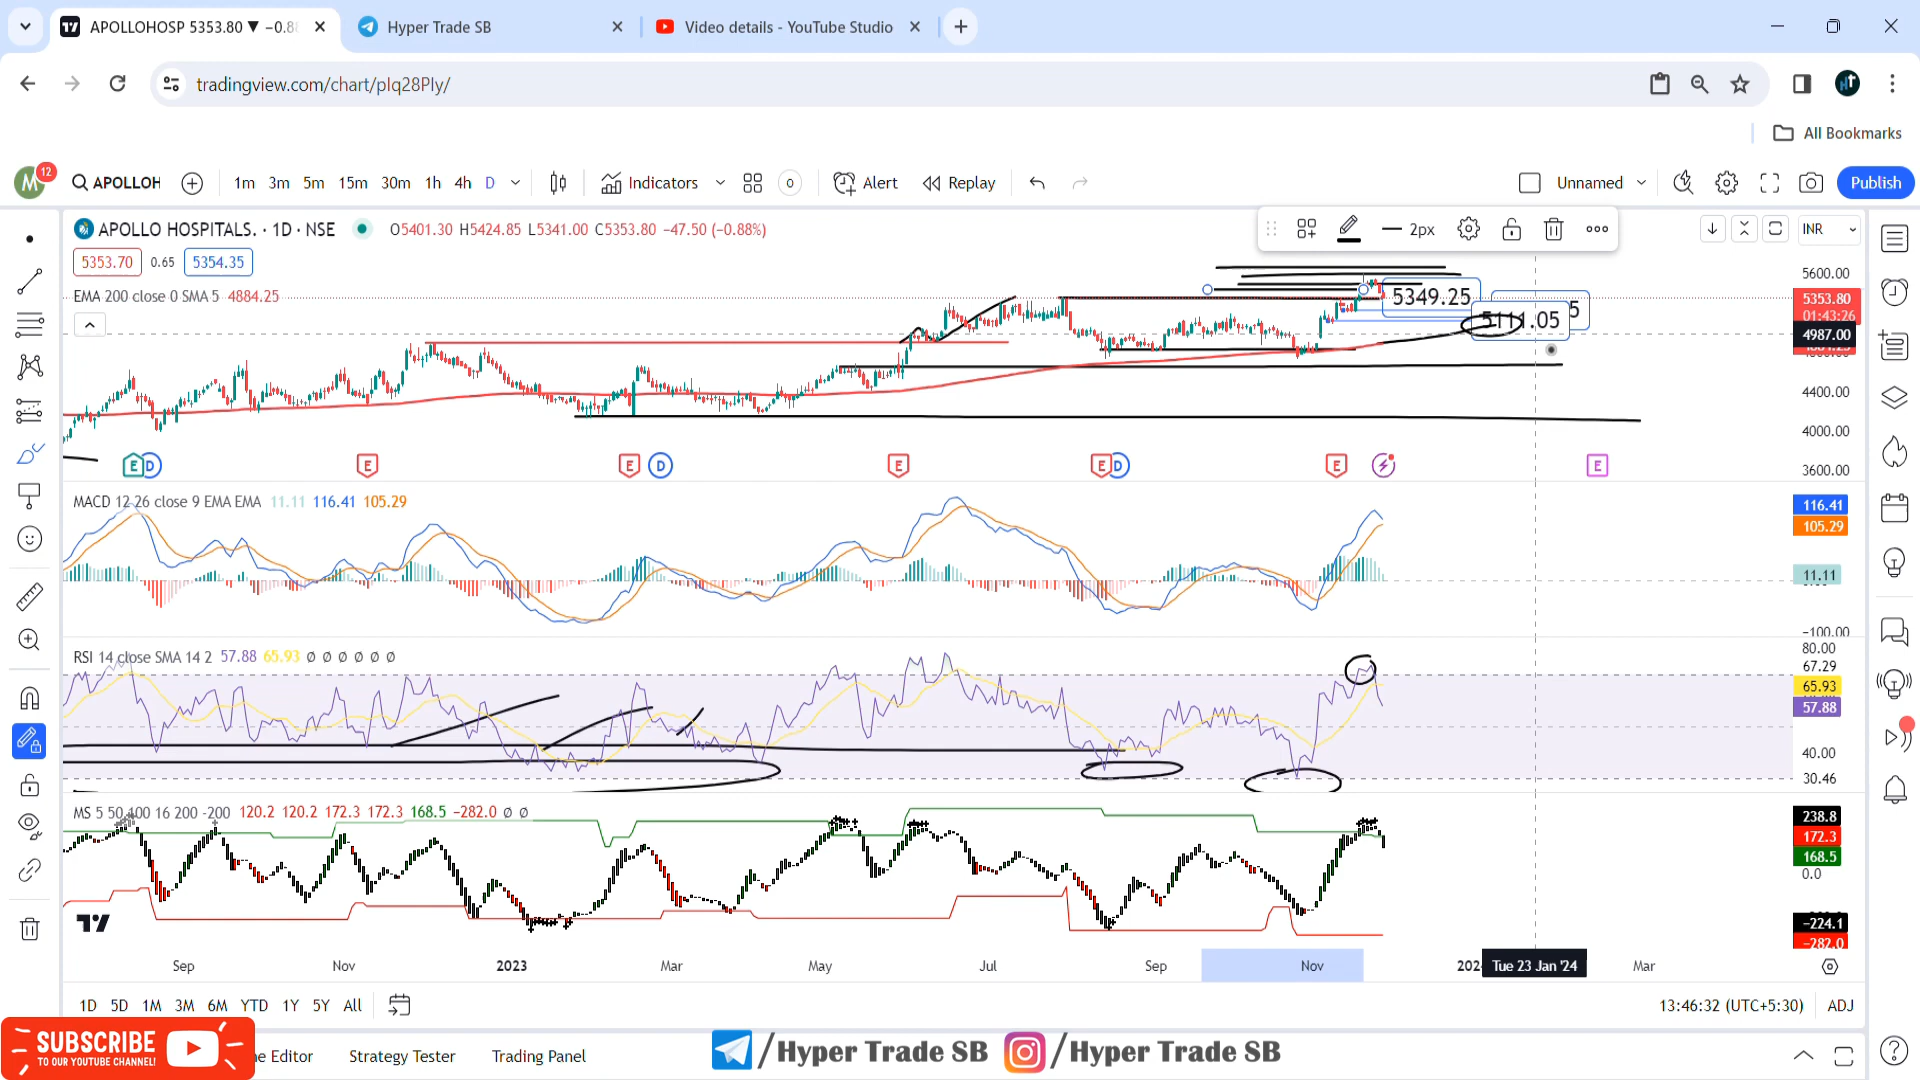 APOLLOHOSP 5353.80 ▼ −0.8
Hyper Trade SB
Video details - YouTube Studio
tradingview.com/chart/pIq28PIy/
All Bookmarks
M 12
APOLLOH
1m 3m 5m 15m 30m 1h 4h D
Indicators
0
Alert
Replay
Unnamed
Publish
APOLLO HOSPITALS. · 1D · NSE
O5401.30 H5424.85 L5341.00 C5353.80 −47.50 (−0.88%)
2px
INR
5353.70 0.65 5354.35
EMA 200 close 0 SMA 5 4884.25
5349.25
5
5111.05
5600.00
5353.80
01:43:26
4987.00
4400.00
4000.00
3600.00
E D E E D E E D E E
MACD 12 26 close 9 EMA EMA 11.11 116.41 105.29
116.41
105.29
11.11
−100.00
RSI 14 close SMA 14 2 57.88 65.93 Ø Ø Ø Ø Ø Ø
80.00
67.29
65.93
57.88
40.00
30.46
MS 5 50 400 16 200 -200 120.2 120.2 172.3 172.3 168.5 −282.0 Ø Ø
238.8
172.3
168.5
0.0
−224.1
−282.0
Sep Nov 2023 Mar May Jul Sep Nov 202 Tue 23 Jan '24 Mar
1D 5D 1M 3M 6M YTD 1Y 5Y All
13:46:32 (UTC+5:30) ADJ
SUBSCRIBE
TO OUR YOUTUBE CHANNEL!
ne Editor
Strategy Tester
Trading Panel
/Hyper Trade SB
/Hyper Trade SB